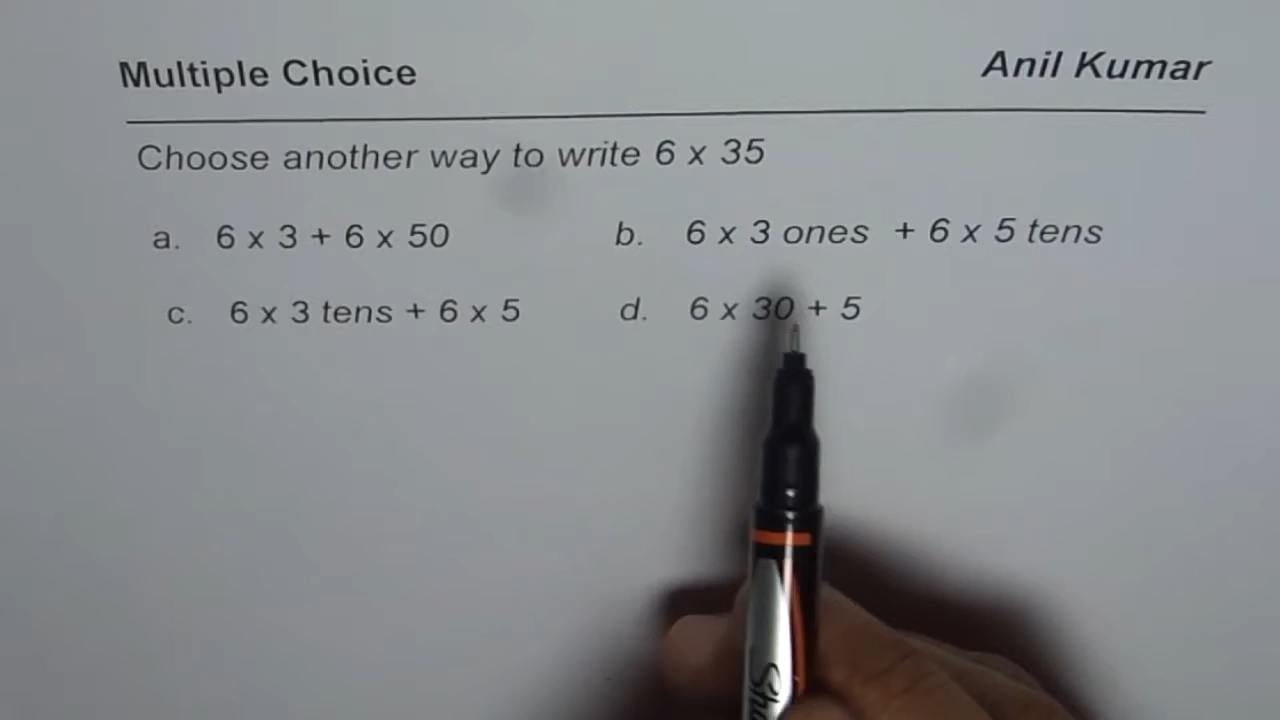 Multiple Choice Anil Kumar
Choose another way to write 6 x 35
a. 6 x 3 + 6 x 50 b. 6 x 3 ones + 6 x 5 tens
c. 6 x 3 tens + 6 x 5 d. 6 x 30 + 5